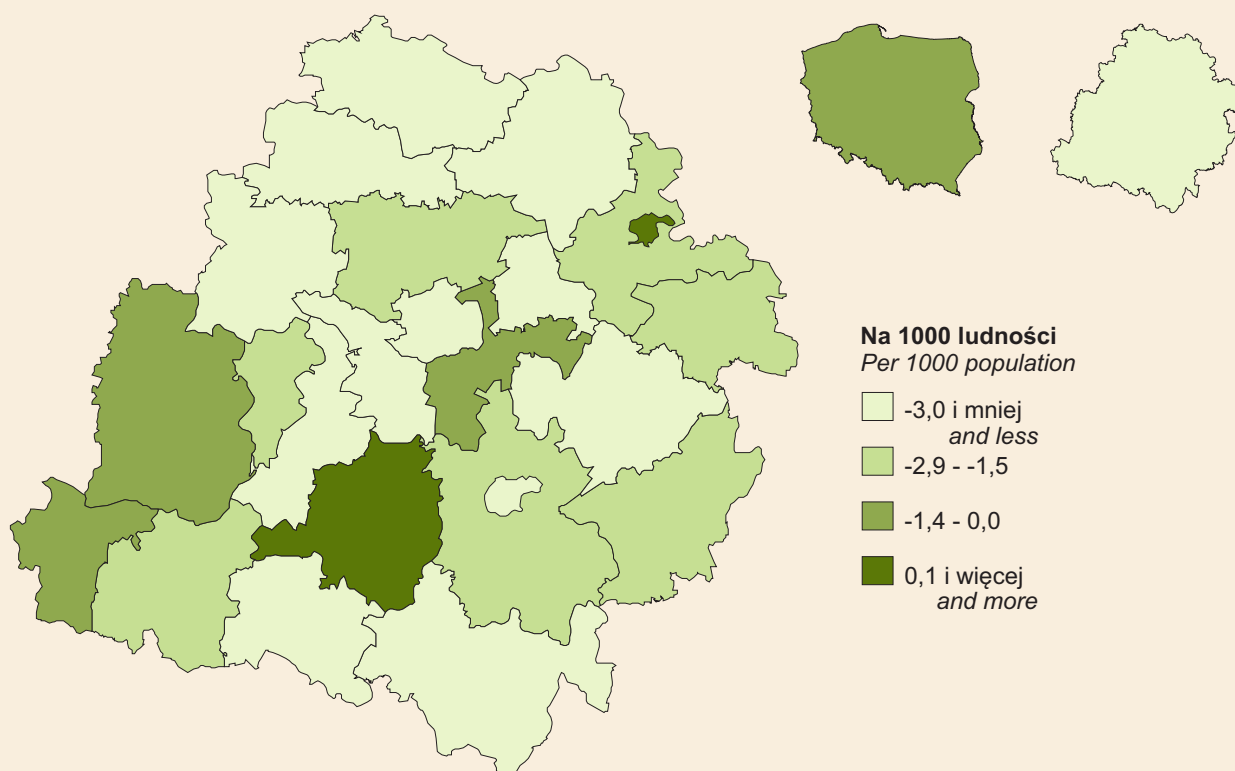 Na 1000 ludności
Per 1000 population
-3,0 i mniej
and less
-2,9 - -1,5
-1,4 - 0,0
0,1 i więcej
and more